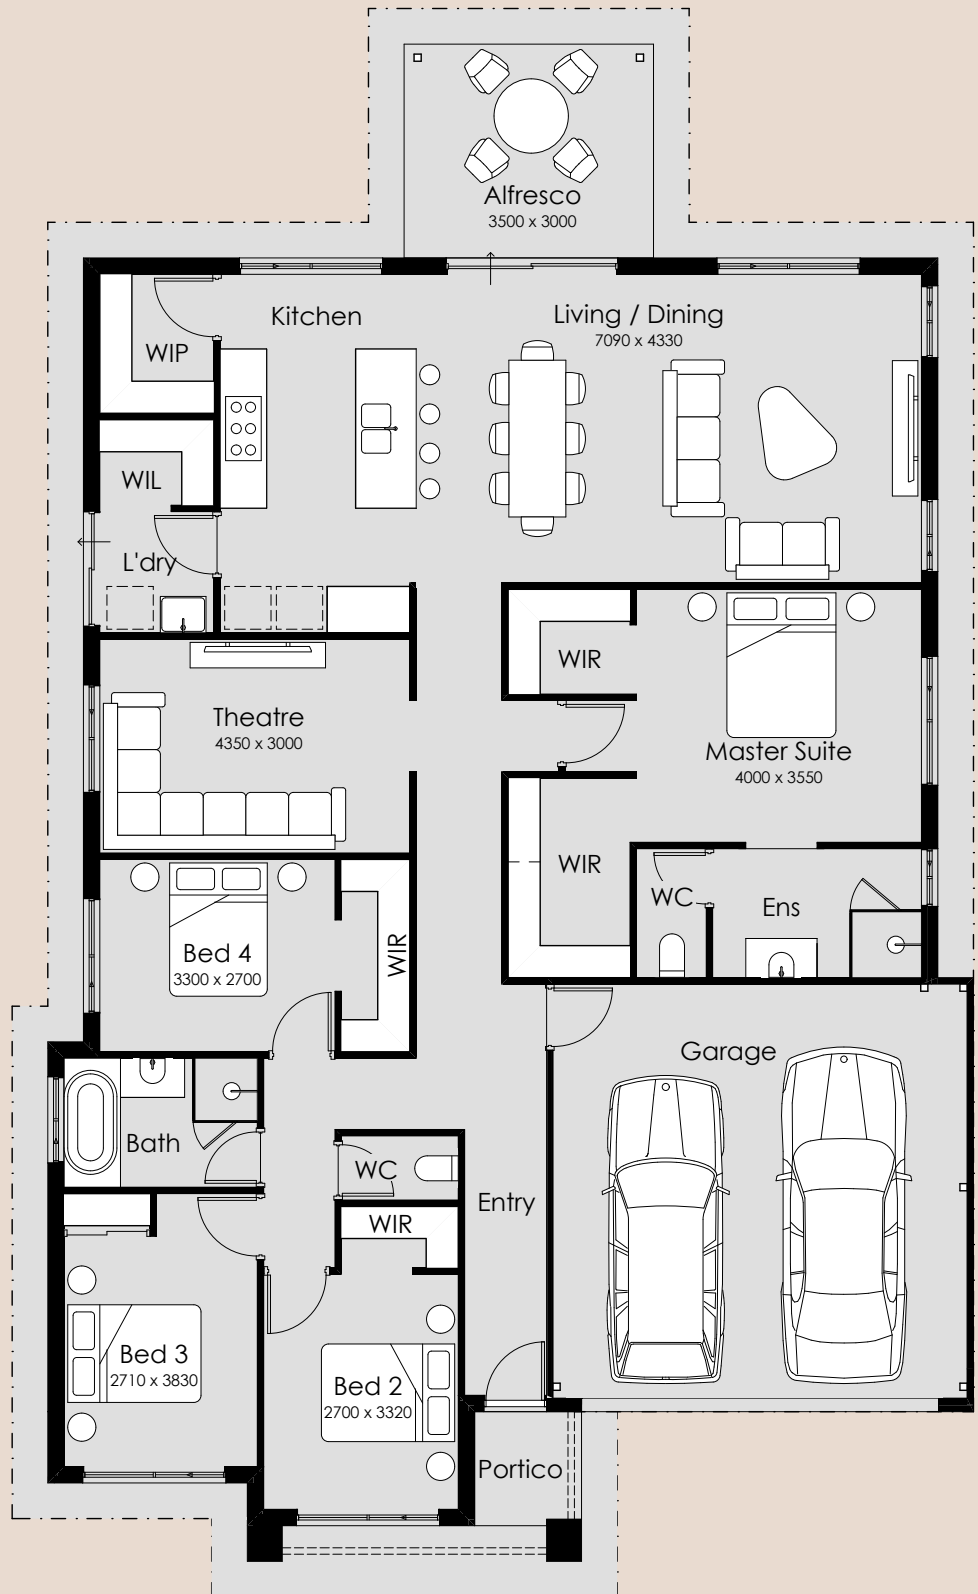 Alfresco
3500 x 3000
Kitchen
Living / Dining
7090 x 4330
WIP
WIL
L'dry
WIR
Theatre
4350 x 3000
Master Suite
4000 x 3550
WIR
WC
Ens
Bed 4
3300 x 2700
WIR
Garage
Bath
WC
Entry
WIR
Bed 3
2710 x 3830
Bed 2
2700 x 3320
Portico